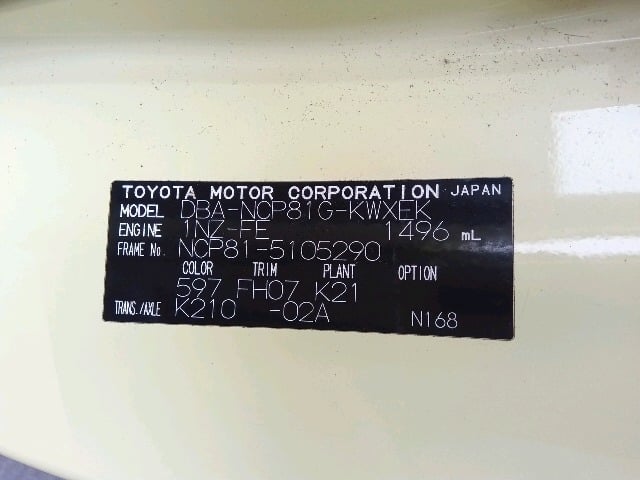 TOYOTA MOTOR CORPORATION JAPAN
MODEL DBA-NCP81G-KWXEK
ENGINE 1NZ-FE 1496 mL
FRAME No. NCP81-5105290
COLOR TRIM PLANT OPTION
597 FH07 K21
TRANS./AXLE K210 -02A
N168